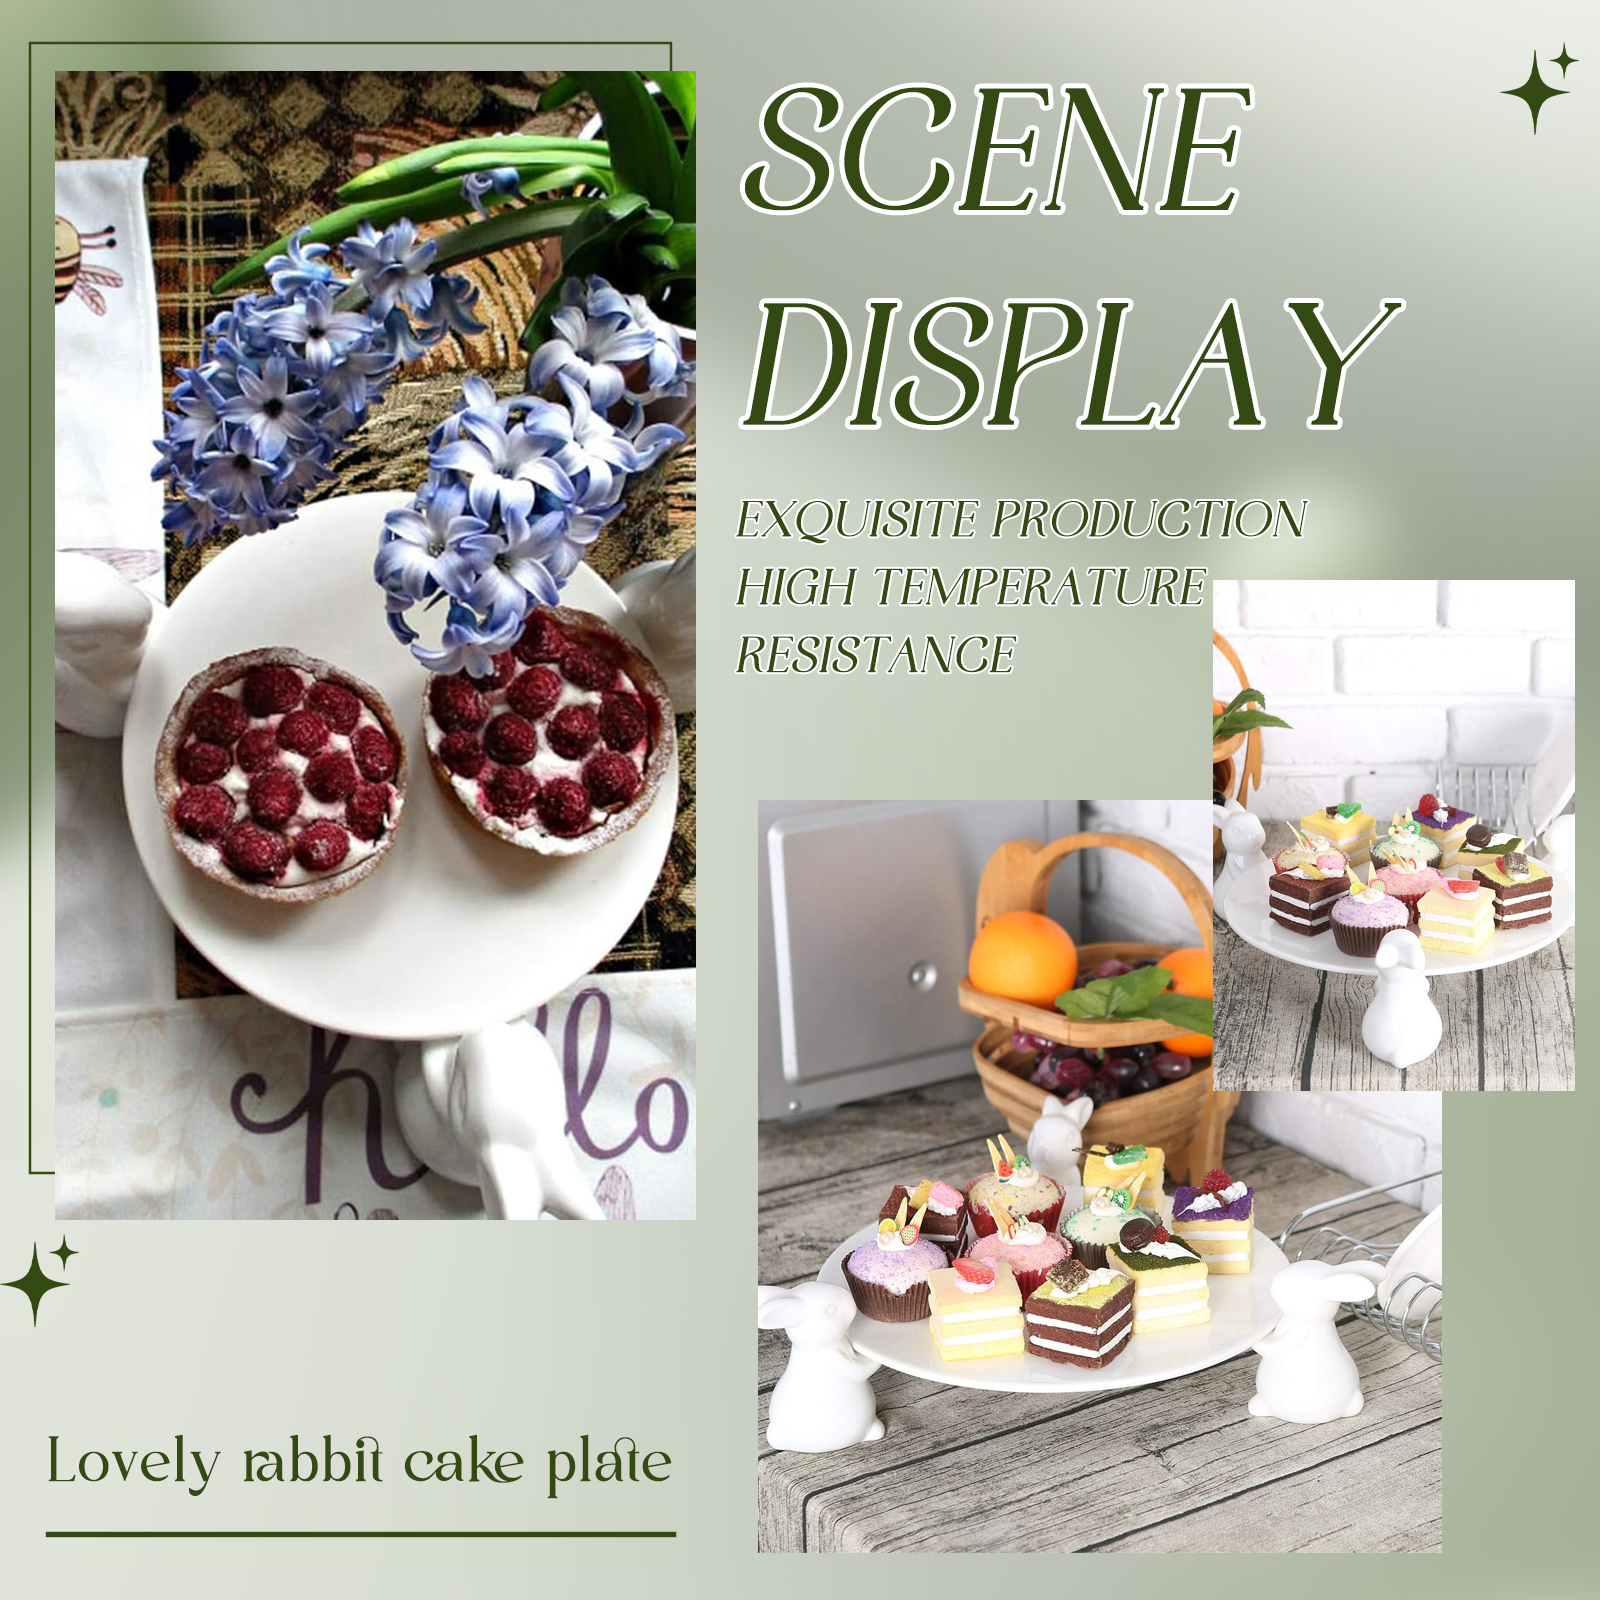 SCENE
DISPLAY
EXQUISITE PRODUCTION
HIGH TEMPERATURE
RESISTANCE
Lovely rabbit cake plate